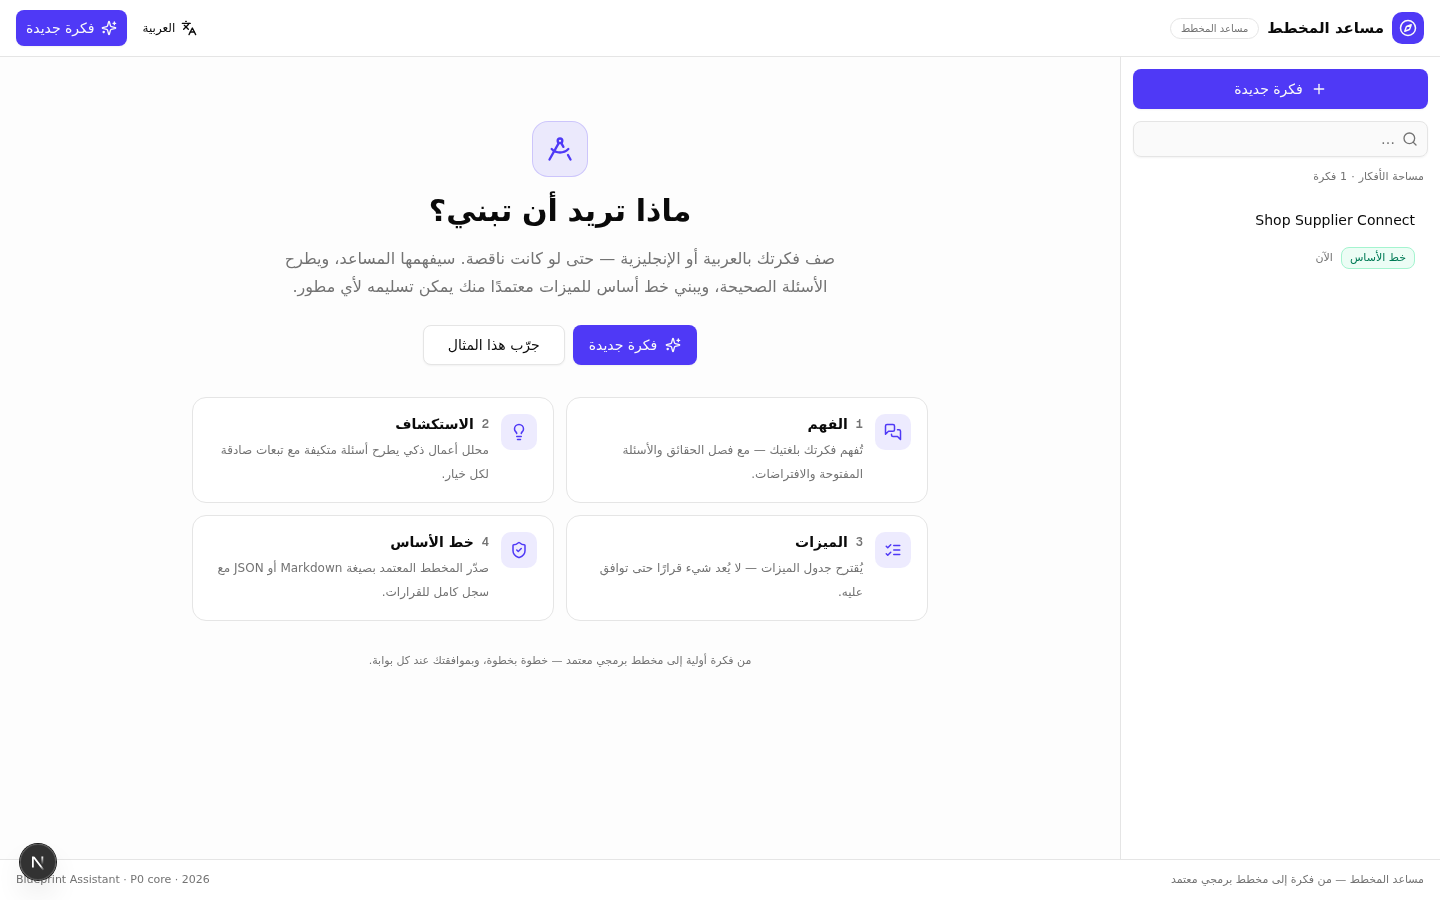 مساعد المخطط
مساعد المخطط
العربية
فكرة جديدة
فكرة جديدة
...
مساحة الأفكار · 1 فكرة
Shop Supplier Connect
خط الأساس
الآن
ماذا تريد أن تبني؟
صف فكرتك بالعربية أو الإنجليزية — حتى لو كانت ناقصة. سيفهمها المساعد، ويطرح
الأسئلة الصحيحة، ويبني خط أساس للميزات معتمدًا منك يمكن تسليمه لأي مطور.
فكرة جديدة
جرّب هذا المثال
1 الفهم
تُفهم فكرتك بلغتيك — مع فصل الحقائق والأسئلة
المفتوحة والافتراضات.
2 الاستكشاف
محلل أعمال ذكي يطرح أسئلة متكيفة مع تبعات صادقة
لكل خيار.
3 الميزات
يُقترح جدول الميزات — لا يُعد شيء قرارًا حتى توافق
عليه.
4 خط الأساس
صدّر المخطط المعتمد بصيغة Markdown أو JSON مع
سجل كامل للقرارات.
من فكرة أولية إلى مخطط برمجي معتمد — خطوة بخطوة، وبموافقتك عند كل بوابة.
مساعد المخطط — من فكرة إلى مخطط برمجي معتمد
Blueprint Assistant · P0 core · 2026
N